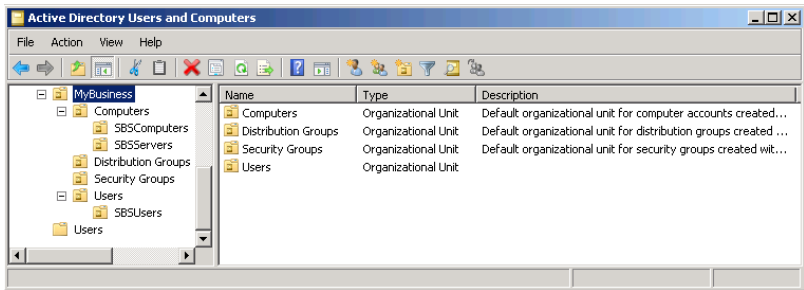 Active Directory Users and Computers
File Action View Help
MyBusiness
Computers
SBSComputers
SBSServers
Distribution Groups
Security Groups
Users
SBSUsers
Users
Name Type Description
Computers Organizational Unit Default organizational unit for computer accounts created...
Distribution Groups Organizational Unit Default organizational unit for distribution groups created ...
Security Groups Organizational Unit Default organizational unit for security groups created wit...
Users Organizational Unit